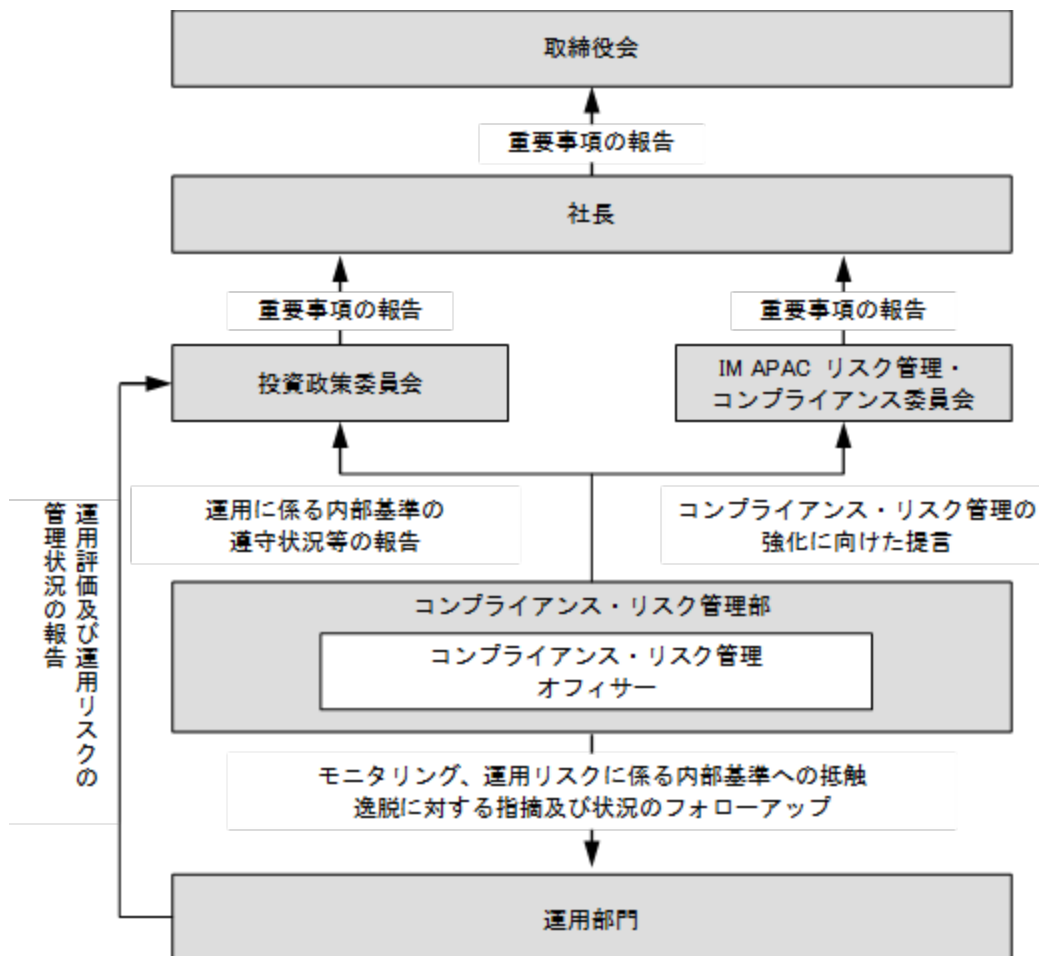 取締役会
重要事項の報告
社長
重要事項の報告
重要事項の報告
投資政策委員会
IM APAC リスク管理・
コンプライアンス委員会
運用に係る内部基準の
遵守状況等の報告
コンプライアンス・リスク管理の
強化に向けた提言
運用評価及び運用リスクの
管理状況の報告
コンプライアンス・リスク管理部
コンプライアンス・リスク管理
オフィサー
モニタリング、運用リスクに係る内部基準への抵触
逸脱に対する指摘及び状況のフォローアップ
運用部門